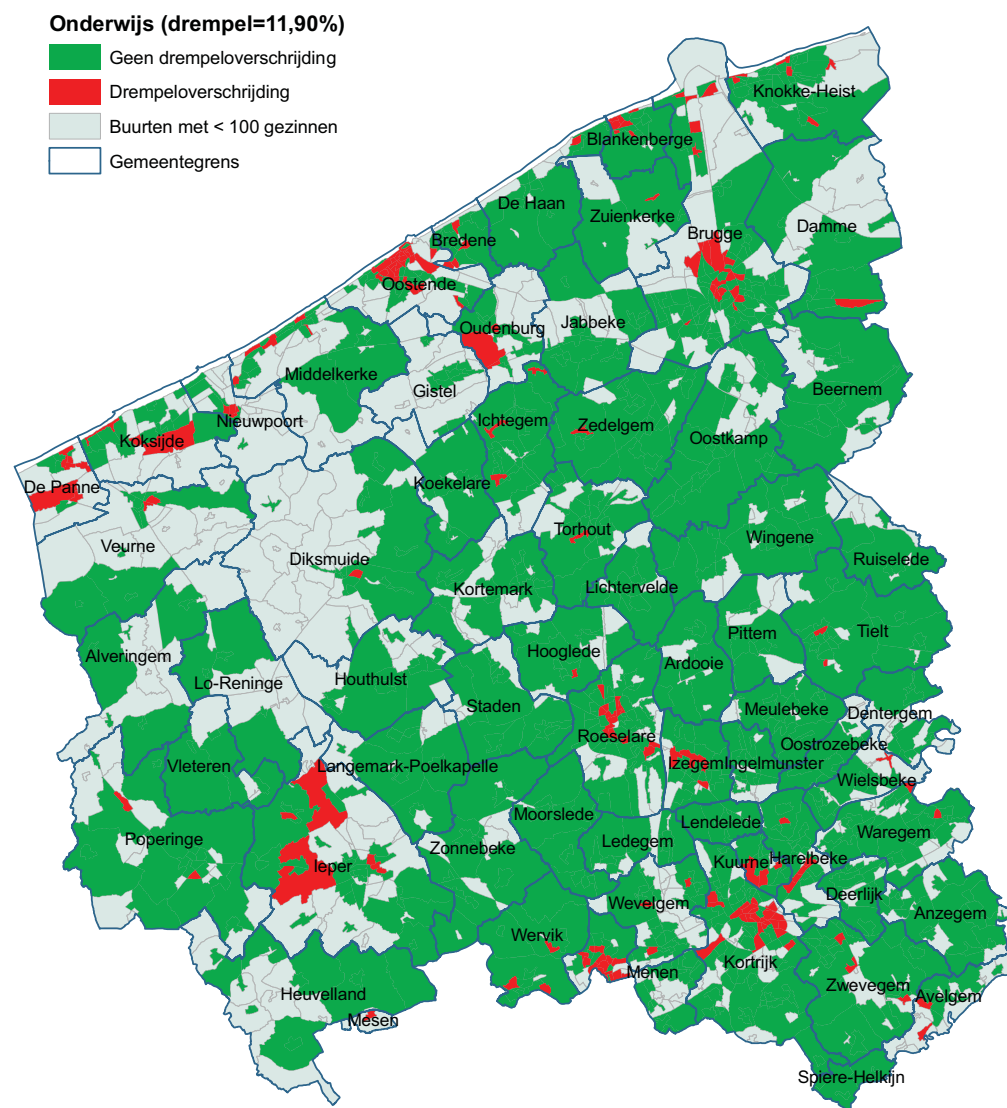 Onderwijs (drempel=11,90%)
Geen drempeloverschrijding
Drempeloverschrijding
Buurten met < 100 gezinnen
Gemeentegrens
Knokke-Heist
Blankenberge
De Haan
Zuienkerke
Damme
Brugge
Bredene
Oostende
Oudenburg
Jabbeke
Middelkerke
Gistel
Beernem
Nieuwpoort
Ichtegem
Zedelgem
Oostkamp
Koksijde
Koekelare
De Panne
Torhout
Wingene
Veurne
Diksmuide
Ruiselede
Kortemark
Lichtervelde
Pittem
Tielt
Alveringem
Hooglede
Ardooie
Lo-Reninge
Houthulst
Staden
Meulebeke
Dentergem
Roeselare
Oostrozebeke
Vleteren
Langemark-Poelkapelle
Izegem
Ingelmunster
Wielsbeke
Moorslede
Lendelede
Waregem
Poperinge
Zonnebeke
Ledegem
Ieper
Kuurne
Harelbeke
Deerlijk
Wevelgem
Anzegem
Wervik
Kortrijk
Menen
Zwevegem
Heuvelland
Avelgem
Mesen
Spiere-Helkijn